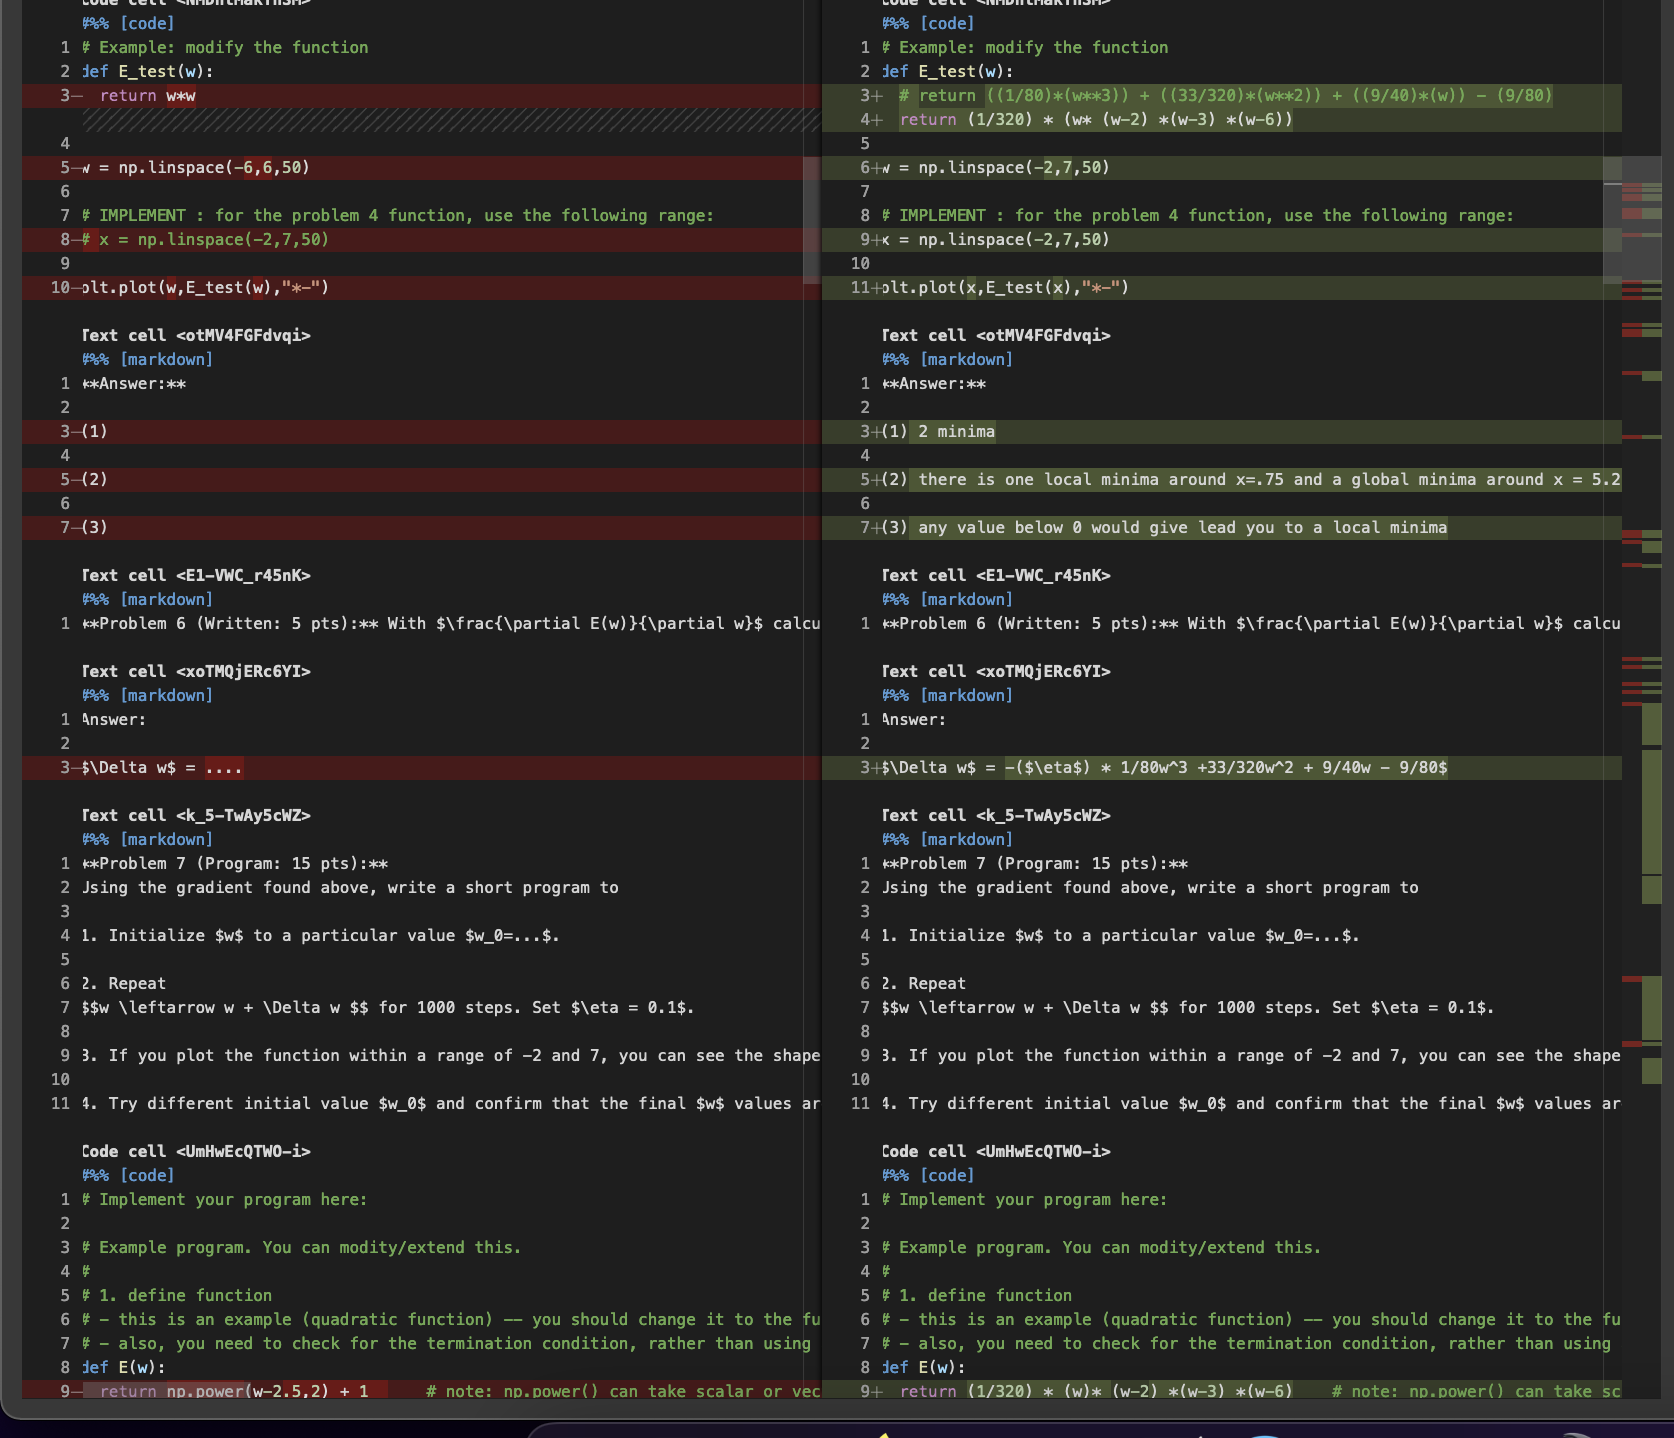 #%% [code]
1 # Example: modify the function
2 def E_test(w):
3— return w*w
4
5—w = np.linspace(-6,6,50)
6
7 # IMPLEMENT : for the problem 4 function, use the following range:
8—# x = np.linspace(-2,7,50)
9
10—plt.plot(w,E_test(w),"*-")
Text cell <otMV4FGFdvqi>
#%% [markdown]
1 **Answer:**
2
3—(1)
4
5—(2)
6
7—(3)
Text cell <E1-VWC_r45nK>
#%% [markdown]
1 **Problem 6 (Written: 5 pts):** With $\frac{\partial E(w)}{\partial w}$ calcu
Text cell <xoTMQjERc6YI>
#%% [markdown]
1 Answer:
2
3—$\Delta w$ = ....
Text cell <k_5-TwAy5cWZ>
#%% [markdown]
1 **Problem 7 (Program: 15 pts):**
2 Using the gradient found above, write a short program to
3
4 1. Initialize $w$ to a particular value $w_0=...$.
5
6 2. Repeat
7 $$w \leftarrow w + \Delta w $$ for 1000 steps. Set $\eta = 0.1$.
8
9 3. If you plot the function within a range of -2 and 7, you can see the shape
10
11 4. Try different initial value $w_0$ and confirm that the final $w$ values ar
Code cell <UmHwEcQTWO-i>
#%% [code]
1 # Implement your program here:
2
3 # Example program. You can modity/extend this.
4 #
5 # 1. define function
6 # - this is an example (quadratic function) -- you should change it to the fu
7 # - also, you need to check for the termination condition, rather than using
8 def E(w):
9— return np.power(w-2.5,2) + 1 # note: np.power() can take scalar or vec
#%% [code]
1 # Example: modify the function
2 def E_test(w):
3+ # return ((1/80)*(w**3)) + ((33/320)*(w**2)) + ((9/40)*(w)) - (9/80)
4+ return (1/320) * (w* (w-2) *(w-3) *(w-6))
5
6+w = np.linspace(-2,7,50)
7
8 # IMPLEMENT : for the problem 4 function, use the following range:
9+x = np.linspace(-2,7,50)
10
11+plt.plot(x,E_test(x),"*-")
Text cell <otMV4FGFdvqi>
#%% [markdown]
1 **Answer:**
2
3+(1) 2 minima
4
5+(2) there is one local minima around x=.75 and a global minima around x = 5.2
6
7+(3) any value below 0 would give lead you to a local minima
Text cell <E1-VWC_r45nK>
#%% [markdown]
1 **Problem 6 (Written: 5 pts):** With $\frac{\partial E(w)}{\partial w}$ calcu
Text cell <xoTMQjERc6YI>
#%% [markdown]
1 Answer:
2
3+$\Delta w$ = -($\eta$) * 1/80w^3 +33/320w^2 + 9/40w - 9/80$
Text cell <k_5-TwAy5cWZ>
#%% [markdown]
1 **Problem 7 (Program: 15 pts):**
2 Using the gradient found above, write a short program to
3
4 1. Initialize $w$ to a particular value $w_0=...$.
5
6 2. Repeat
7 $$w \leftarrow w + \Delta w $$ for 1000 steps. Set $\eta = 0.1$.
8
9 3. If you plot the function within a range of -2 and 7, you can see the shape
10
11 4. Try different initial value $w_0$ and confirm that the final $w$ values ar
Code cell <UmHwEcQTWO-i>
#%% [code]
1 # Implement your program here:
2
3 # Example program. You can modity/extend this.
4 #
5 # 1. define function
6 # - this is an example (quadratic function) -- you should change it to the fu
7 # - also, you need to check for the termination condition, rather than using
8 def E(w):
9+ return (1/320) * (w)* (w-2) *(w-3) *(w-6) # note: np.power() can take sc